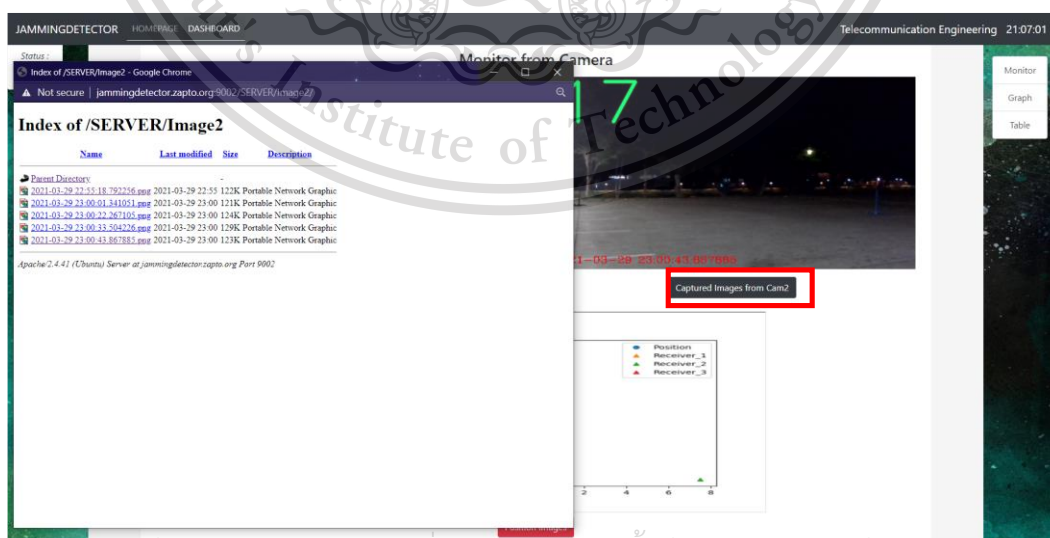 JAMMINGDETECTOR HOMEPAGE DASHBOARD Telecommunication Engineering 21:07:01
Status :
Monitor from Camera
Index of /SERVER/Image2 - Google Chrome
Not secure | jammingdetector.zapto.org:9002/SERVER/Image2/
Index of /SERVER/Image2
Name Last modified Size Description
Parent Directory -
2021-03-29 22:55:18.792256.png 2021-03-29 22:55 122K Portable Network Graphic
2021-03-29 23:00:01.341051.png 2021-03-29 23:00 121K Portable Network Graphic
2021-03-29 23:00:22.267105.png 2021-03-29 23:00 124K Portable Network Graphic
2021-03-29 23:00:33.504226.png 2021-03-29 23:00 129K Portable Network Graphic
2021-03-29 23:00:43.867885.png 2021-03-29 23:00 123K Portable Network Graphic
Apache/2.4.41 (Ubuntu) Server at jammingdetector.zapto.org Port 9002
17
1-03-29 23:00:43.867885
Captured Images from Cam2
Position
Receiver_1
Receiver_2
Receiver_3
2 4 6 8
Position Images
Monitor
Graph
Table
Institute of Technology